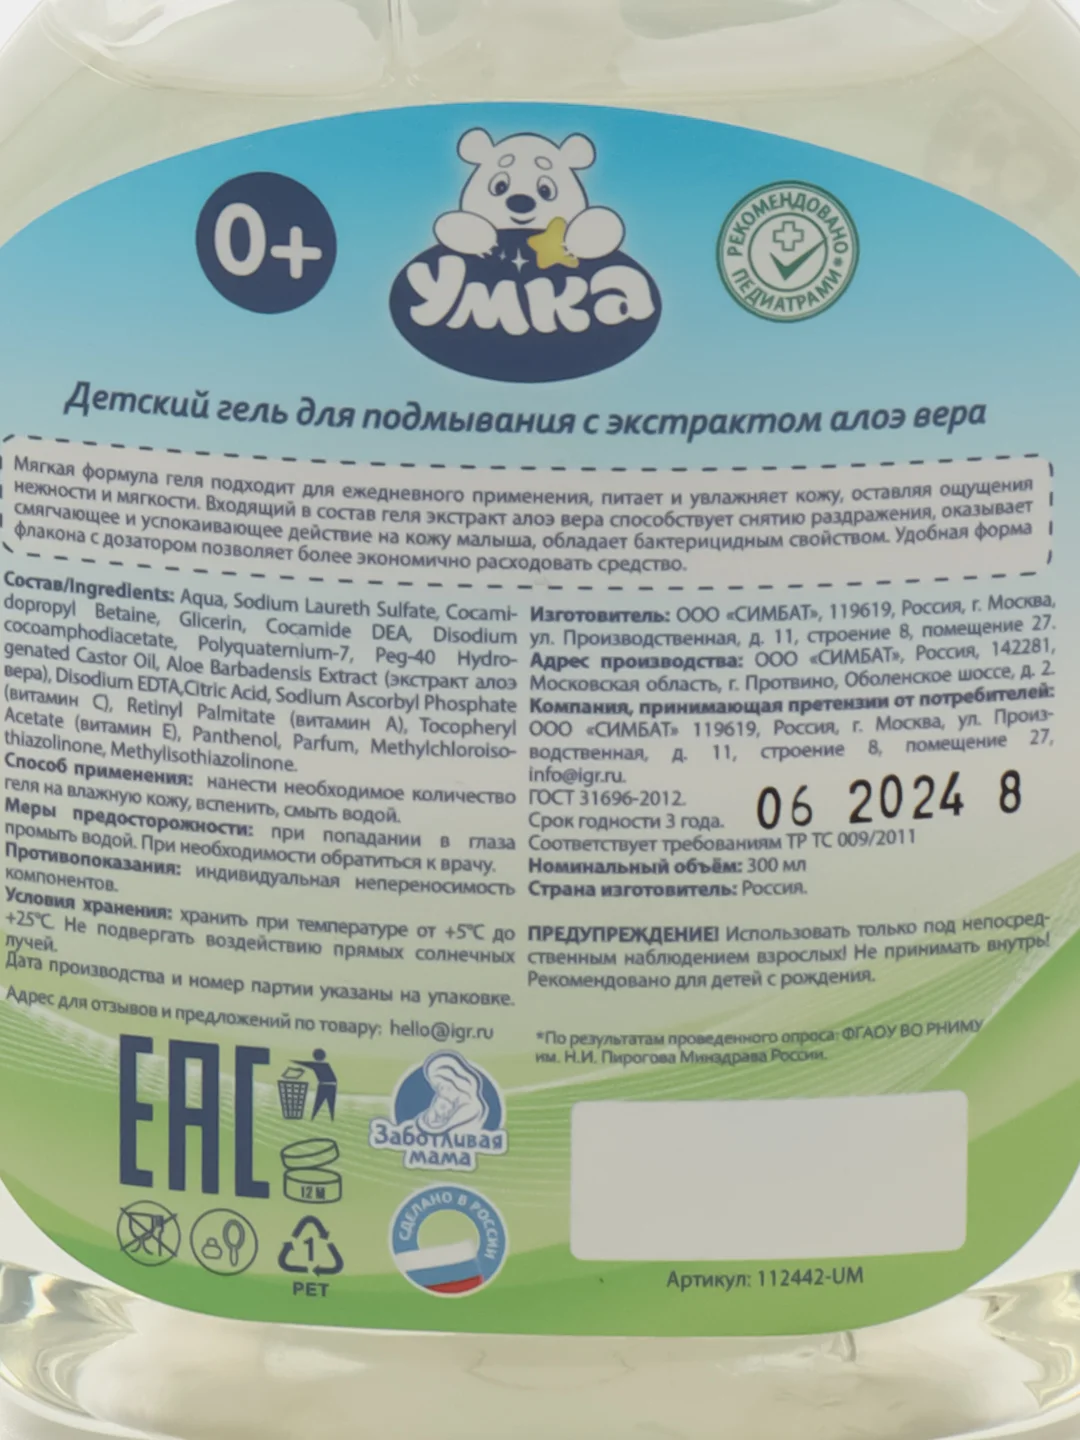 0+
Умка
РЕКОМЕНДОВАНО ПЕДИАТРАМИ*
Детский гель для подмывания с экстрактом алоэ вера
Мягкая формула геля подходит для ежедневного применения, питает и увлажняет кожу, оставляя ощущения
нежности и мягкости. Входящий в состав геля экстракт алоэ вера способствует снятию раздражения, оказывает
смягчающее и успокаивающее действие на кожу малыша, обладает бактерицидным свойством. Удобная форма
флакона с дозатором позволяет более экономично расходовать средство.
Состав/Ingredients: Aqua, Sodium Laureth Sulfate, Cocami-
dopropyl Betaine, Glicerin, Cocamide DEA, Disodium
cocoamphodiacetate, Polyquaternium-7, Peg-40 Hydro-
genated Castor Oil, Aloe Barbadensis Extract (экстракт алоэ
вера), Disodium EDTA,Citric Acid, Sodium Ascorbyl Phosphate
(витамин C), Retinyl Palmitate (витамин А), Tocopheryl
Acetate (витамин Е), Panthenol, Parfum, Methylchloroiso-
thiazolinone, Methylisothiazolinone.
Способ применения: нанести необходимое количество
геля на влажную кожу, вспенить, смыть водой.
Меры предосторожности: при попадании в глаза
промыть водой. При необходимости обратиться к врачу.
Противопоказания: индивидуальная непереносимость
компонентов.
Условия хранения: хранить при температуре от +5°С до
+25°С. Не подвергать воздействию прямых солнечных
лучей.
Дата производства и номер партии указаны на упаковке.
Адрес для отзывов и предложений по товару: hello@igr.ru
Изготовитель: ООО «СИМБАТ», 119619, Россия, г. Москва,
ул. Производственная, д. 11, строение 8, помещение 27.
Адрес производства: ООО «СИМБАТ», Россия, 142281,
Московская область, г. Протвино, Оболенское шоссе, д. 2.
Компания, принимающая претензии от потребителей:
ООО «СИМБАТ» 119619, Россия, г. Москва, ул. Произ-
водственная, д. 11, строение 8, помещение 27,
info@igr.ru.
ГОСТ 31696-2012.
06 2024 8
Срок годности 3 года.
Соответствует требованиям ТР ТС 009/2011
Номинальный объём: 300 мл
Страна изготовитель: Россия.
ПРЕДУПРЕЖДЕНИЕ! Использовать только под непосред-
ственным наблюдением взрослых! Не принимать внутрь!
Рекомендовано для детей с рождения.
*По результатам проведенного опроса: ФГАОУ ВО РНИМУ
им. Н.И. Пирогова Минздрава России.
EAC
12 M
1
PET
Заботливая
мама
СДЕЛАНО В РОССИИ
Артикул: 112442-UM